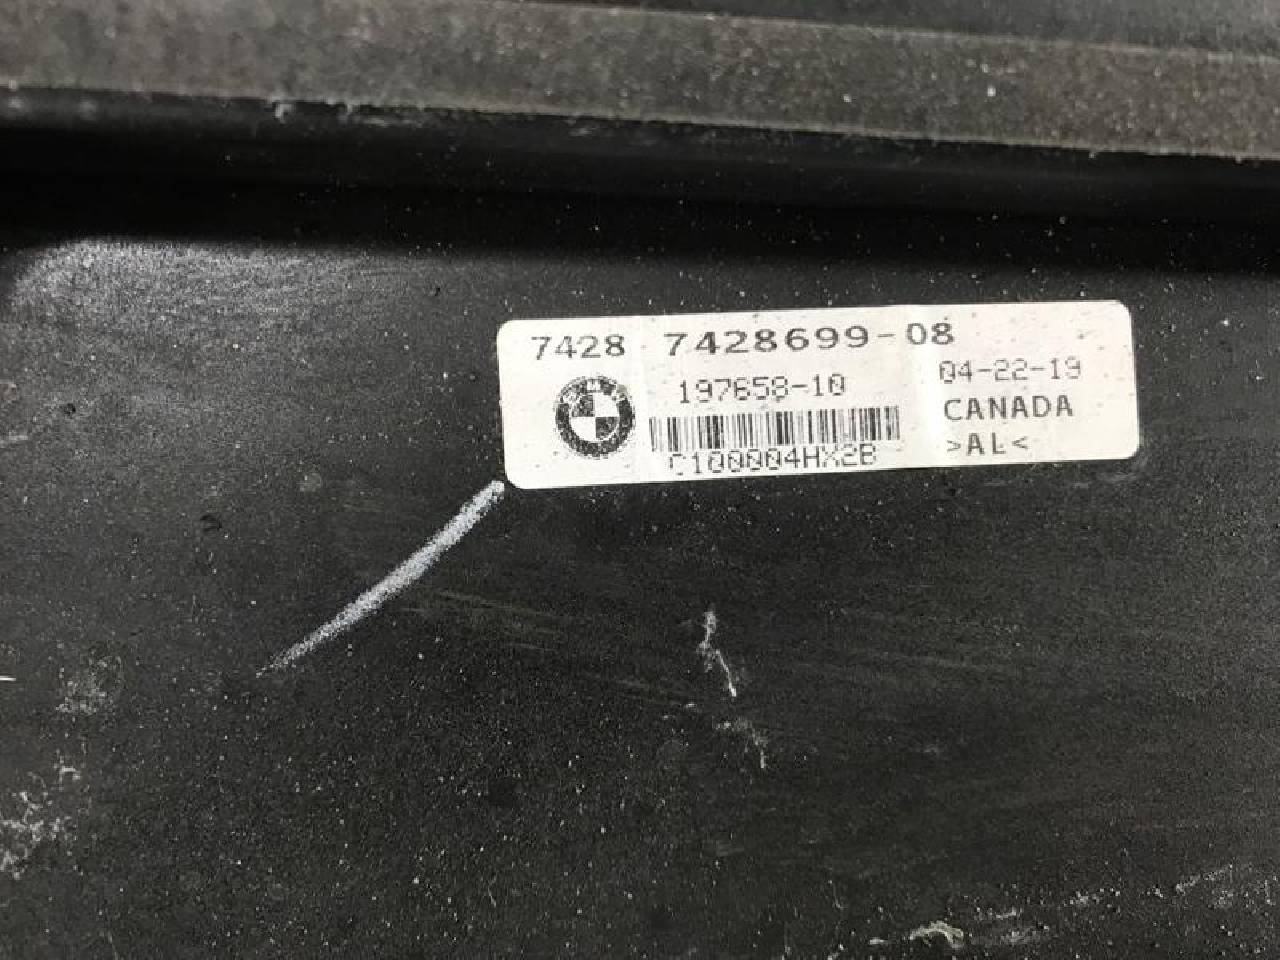 7428 7428699-08
197658-10
04-22-19
CANADA
C100004HX2B
>AL<